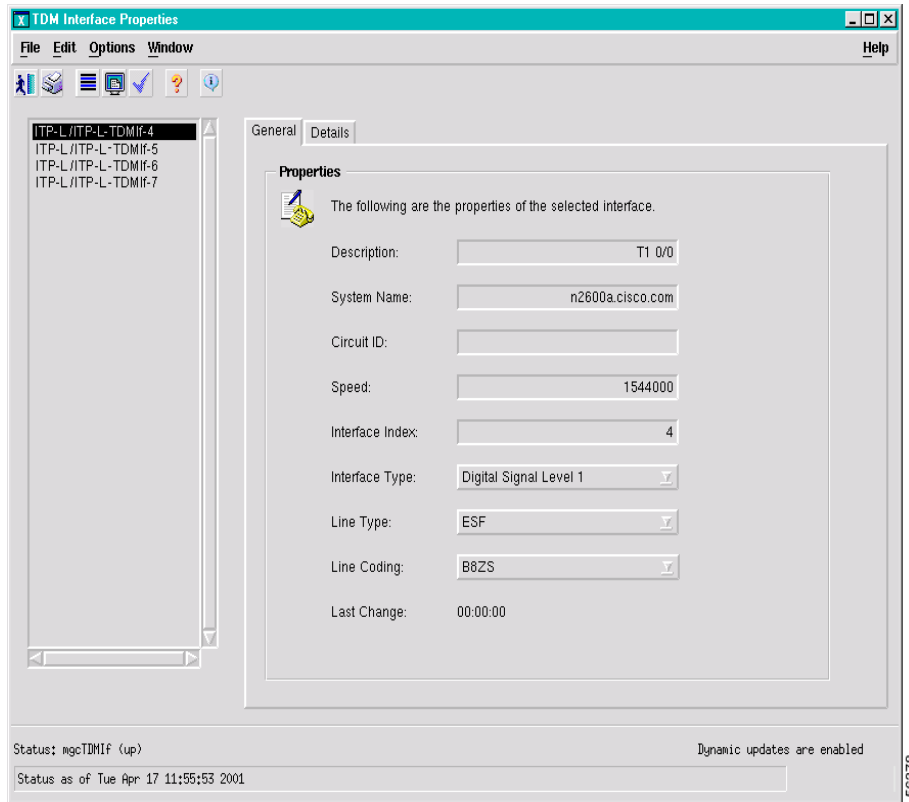 TDM Interface Properties
File Edit Options Window Help
ITP-L/ITP-L-TDMIf-4
ITP-L/ITP-L-TDMIf-5
ITP-L/ITP-L-TDMIf-6
ITP-L/ITP-L-TDMIf-7
General Details
Properties
The following are the properties of the selected interface.
Description: T1 0/0
System Name: n2600a.cisco.com
Circuit ID:
Speed: 1544000
Interface Index: 4
Interface Type: Digital Signal Level 1
Line Type: ESF
Line Coding: B8ZS
Last Change: 00:00:00
Status: mgcTDMIf (up) Dynamic updates are enabled
Status as of Tue Apr 17 11:55:53 2001